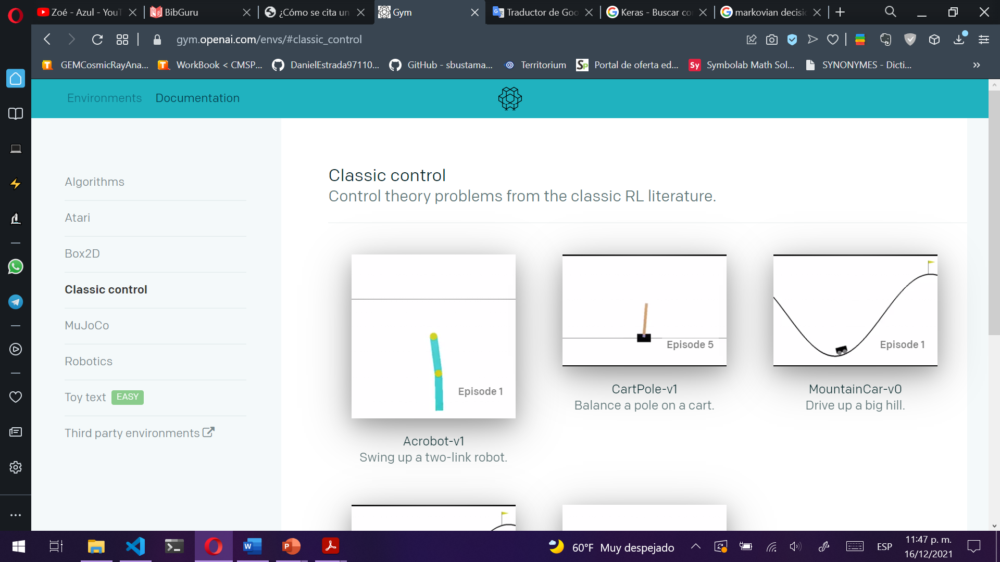 Zoé - Azul - YouT
BibGuru
¿Cómo se cita un
Gym
Traductor de Goo
Keras - Buscar co
markovian decisio
gym.openai.com/envs/#classic_control
GEMCosmicRayAna...
WorkBook < CMSP...
DanielEstrada97110...
GitHub - sbustama...
Territorium
Sp Portal de oferta ed...
Sy Symbolab Math Sol...
SYNONYMES - Dicti...
Environments
Documentation
Algorithms
Atari
Box2D
Classic control
MuJoCo
Robotics
Toy text EASY
Third party environments
Classic control
Control theory problems from the classic RL literature.
Episode 1
Acrobot-v1
Swing up a two-link robot.
Episode 5
CartPole-v1
Balance a pole on a cart.
Episode 1
MountainCar-v0
Drive up a big hill.
60°F Muy despejado
ESP
11:47 p. m.
16/12/2021